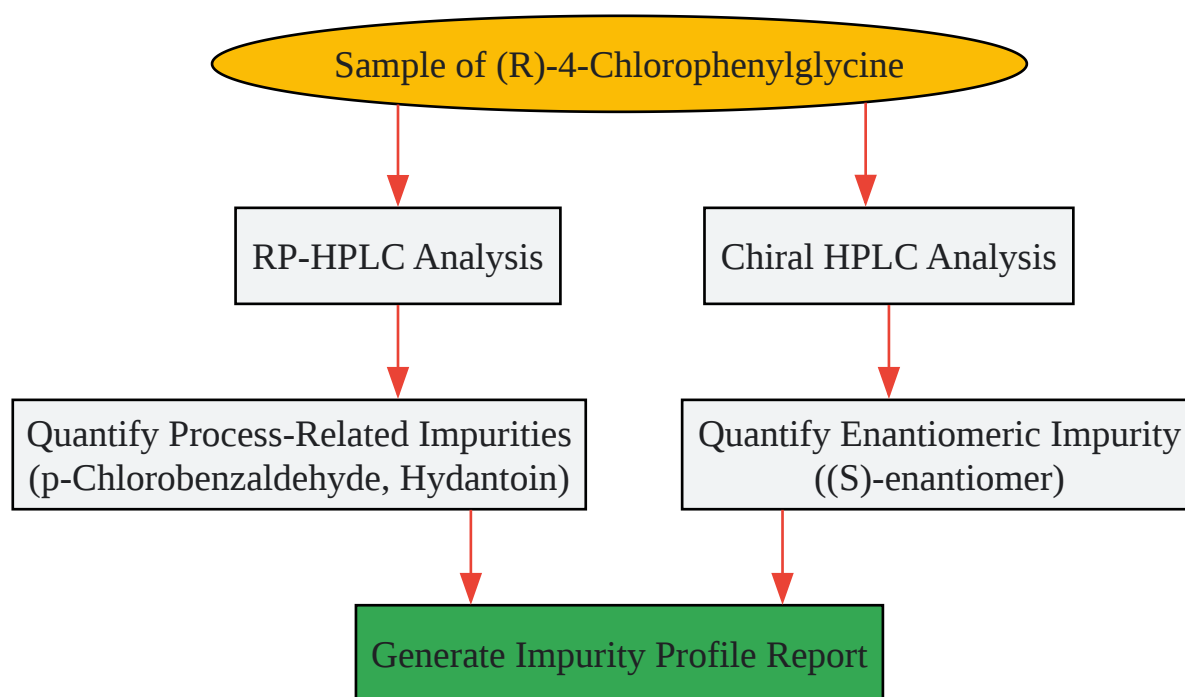 Sample of (R)-4-Chlorophenylglycine
RP-HPLC Analysis
Chiral HPLC Analysis
Quantify Process-Related Impurities
(p-Chlorobenzaldehyde, Hydantoin)
Quantify Enantiomeric Impurity
((S)-enantiomer)
Generate Impurity Profile Report